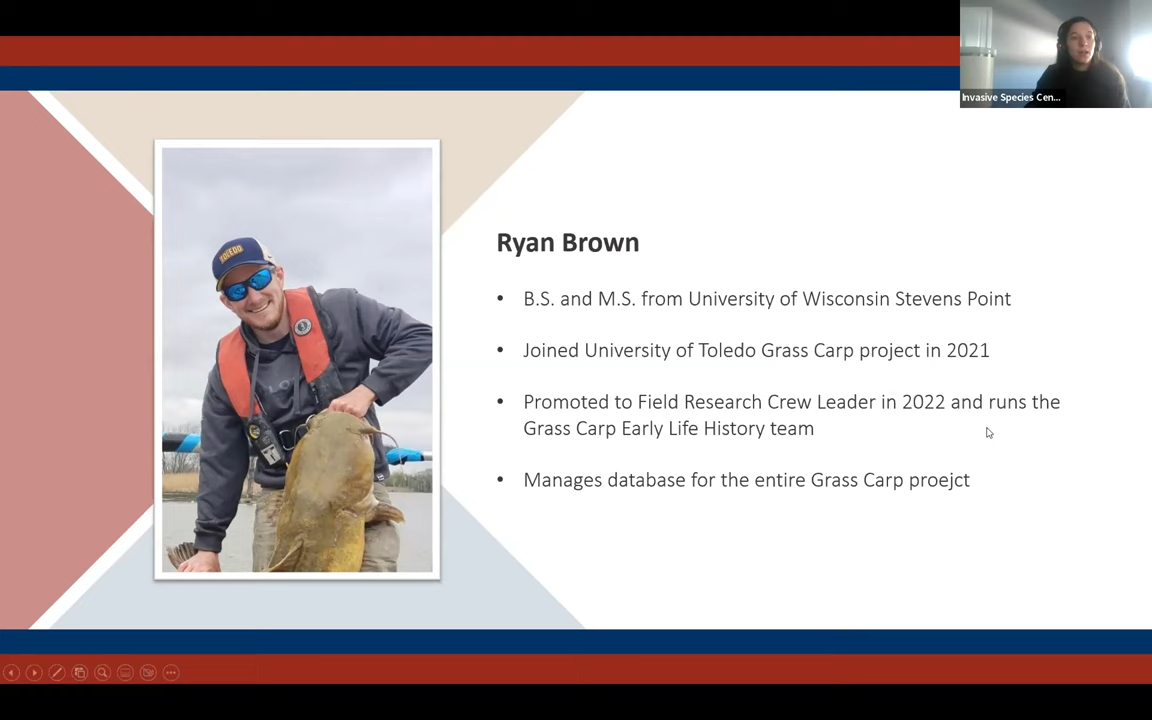 Invasive Species Cen...
TOLEDO
Ryan Brown
• B.S. and M.S. from University of Wisconsin Stevens Point
• Joined University of Toledo Grass Carp project in 2021
• Promoted to Field Research Crew Leader in 2022 and runs the
Grass Carp Early Life History team
• Manages database for the entire Grass Carp proejct